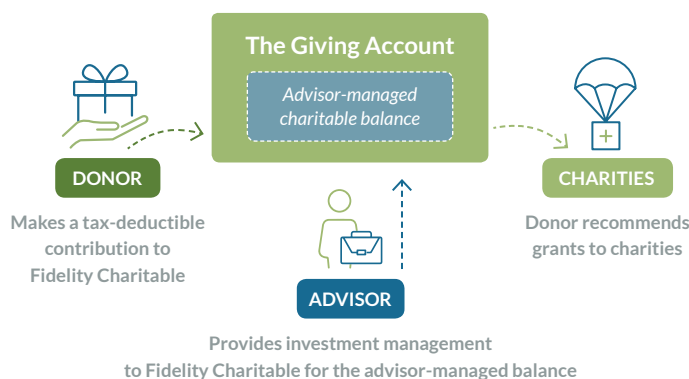 The Giving Account
Advisor-managed
charitable balance
DONOR
Makes a tax-deductible
contribution to
Fidelity Charitable
CHARITIES
Donor recommends
grants to charities
ADVISOR
Provides investment management
to Fidelity Charitable for the advisor-managed balance